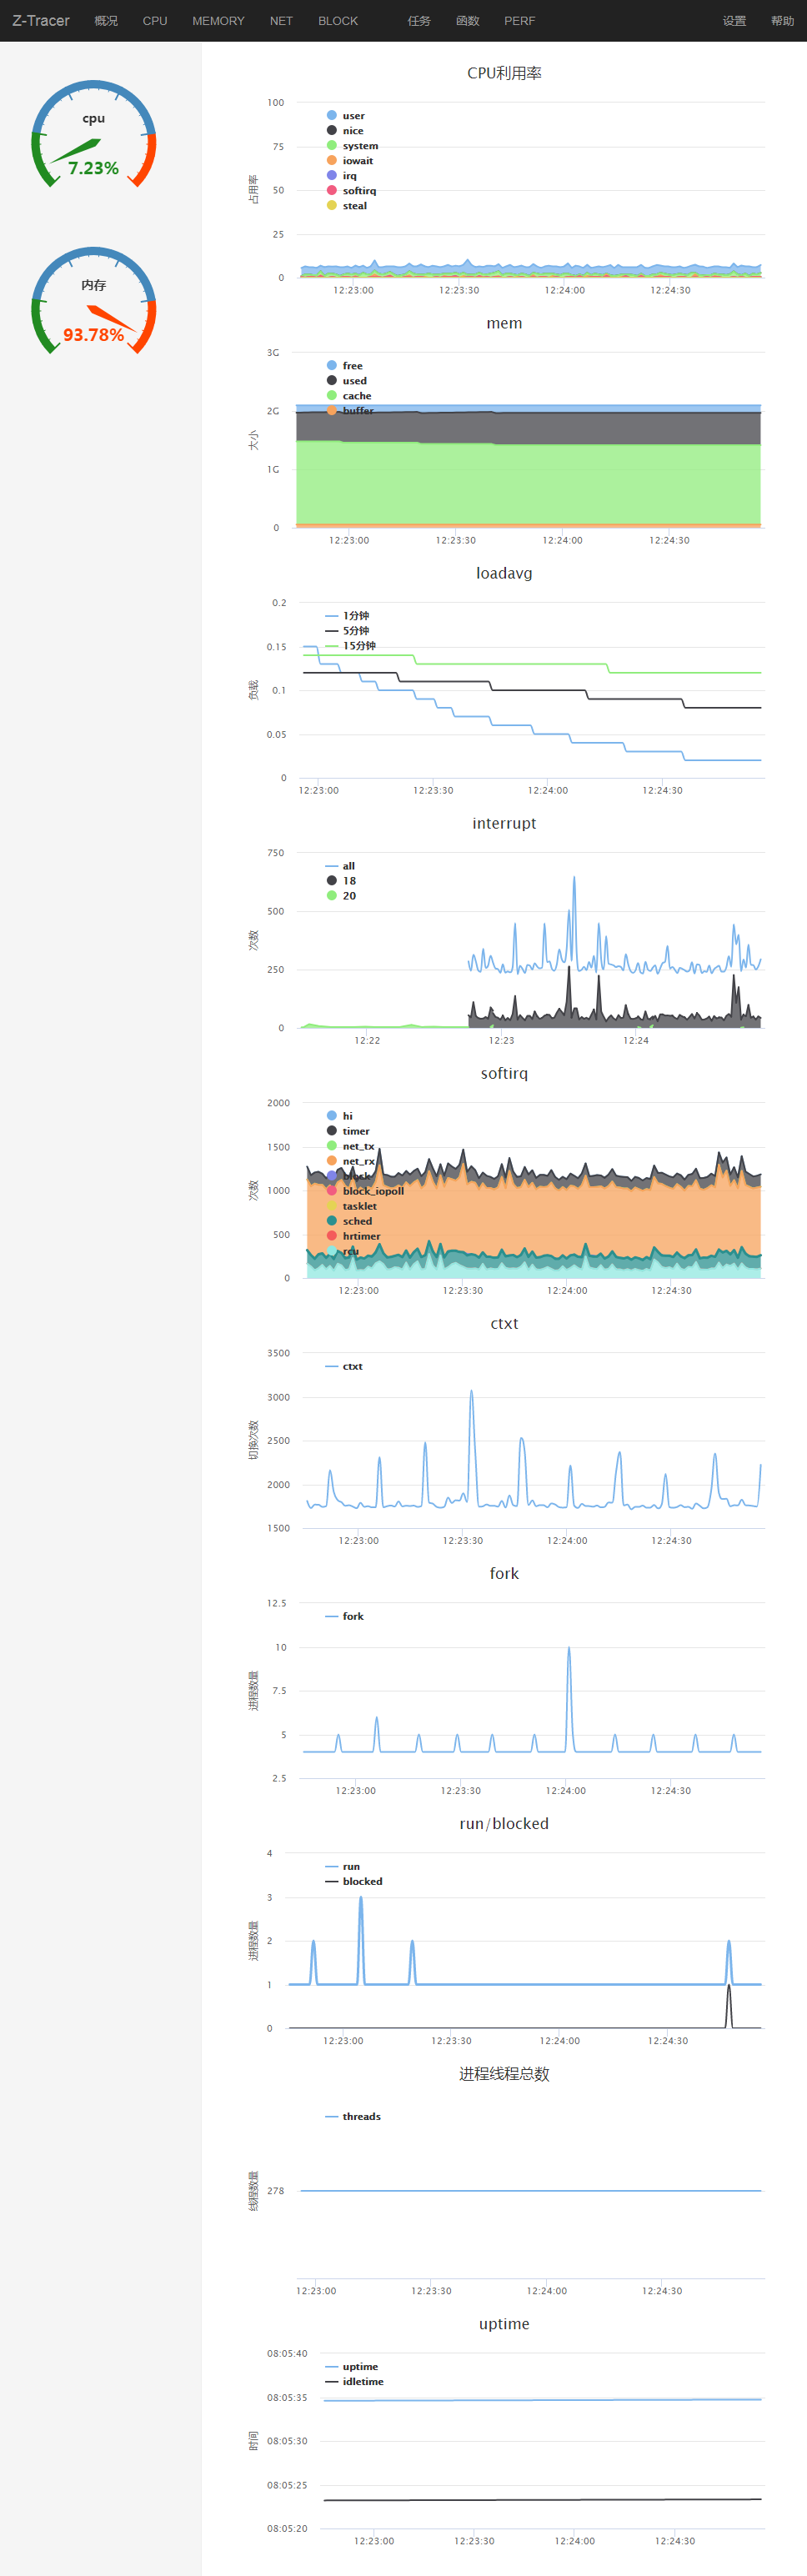 Z-Tracer 概况 CPU MEMORY NET BLOCK 任务 函数 PERF 设置 帮助
cpu
7.23%
内存
93.78%
CPU利用率
占用率
100
75
50
25
0
user
nice
system
iowait
irq
softirq
steal
12:23:00 12:23:30 12:24:00 12:24:30
mem
大小
3G
2G
1G
0
free
used
cache
buffer
12:23:00 12:23:30 12:24:00 12:24:30
loadavg
负载
0.2
0.15
0.1
0.05
0
1分钟
5分钟
15分钟
12:23:00 12:23:30 12:24:00 12:24:30
interrupt
次数
750
500
250
0
all
18
20
12:22 12:23 12:24
softirq
次数
2000
1500
1000
500
0
hi
timer
net_tx
net_rx
block
block_iopoll
tasklet
sched
hrtimer
rcu
12:23:00 12:23:30 12:24:00 12:24:30
ctxt
切换次数
3500
3000
2500
2000
1500
ctxt
12:23:00 12:23:30 12:24:00 12:24:30
fork
进程数量
12.5
10
7.5
5
2.5
fork
12:23:00 12:23:30 12:24:00 12:24:30
run/blocked
进程数量
4
3
2
1
0
run
blocked
12:23:00 12:23:30 12:24:00 12:24:30
进程线程总数
线程数量
278
threads
12:23:00 12:23:30 12:24:00 12:24:30
uptime
时间
08:05:40
08:05:35
08:05:30
08:05:25
08:05:20
uptime
idletime
12:23:00 12:23:30 12:24:00 12:24:30